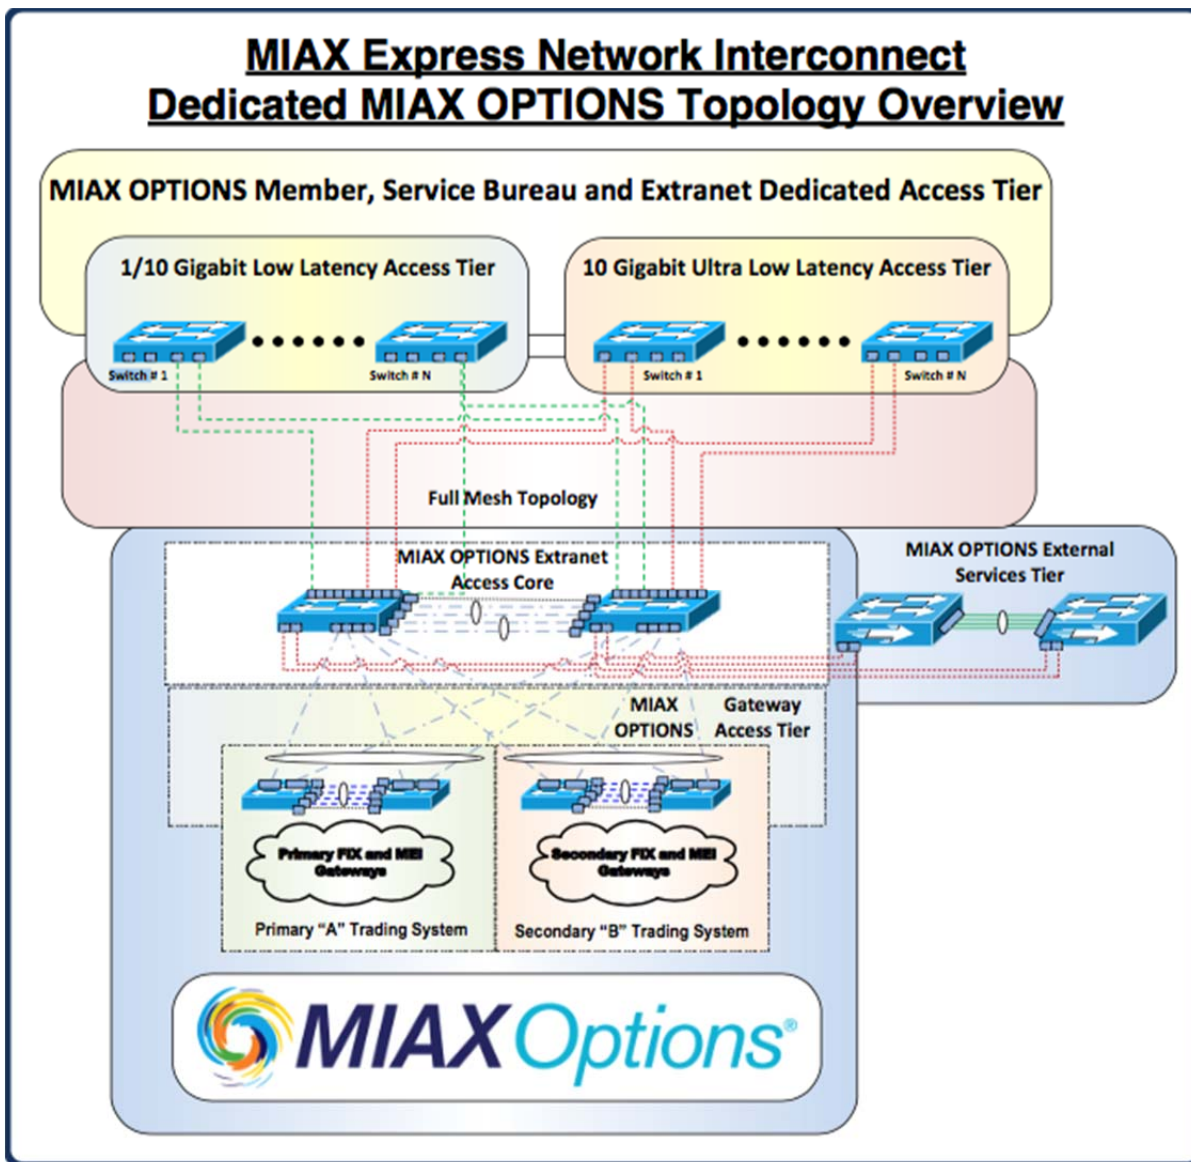 MIAX Express Network Interconnect
Dedicated MIAX OPTIONS Topology Overview
MIAX OPTIONS Member, Service Bureau and Extranet Dedicated Access Tier
1/10 Gigabit Low Latency Access Tier
10 Gigabit Ultra Low Latency Access Tier
Switch # 1
Switch # N
Switch # 1
Switch # N
Full Mesh Topology
MIAX OPTIONS Extranet
Access Core
MIAX OPTIONS External
Services Tier
MIAX
OPTIONS
Gateway
Access Tier
Primary FIX and MEI
Gateways
Secondary FIX and MEI
Gateways
Primary “A” Trading System
Secondary “B” Trading System
MIAX Options®